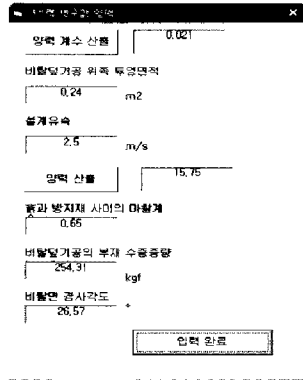 양력 계수 산출 0.021
비탈덮기공 위쪽 투영면적
0.24 m2
설계유속
2.5 m/s
양력 산출 15.75
흙과 방지재 사이의 마찰계
0.65
비탈덮기공의 부재 수중중량
254.31 kgf
비탈면 경사각도
26.57 °
입력 완료